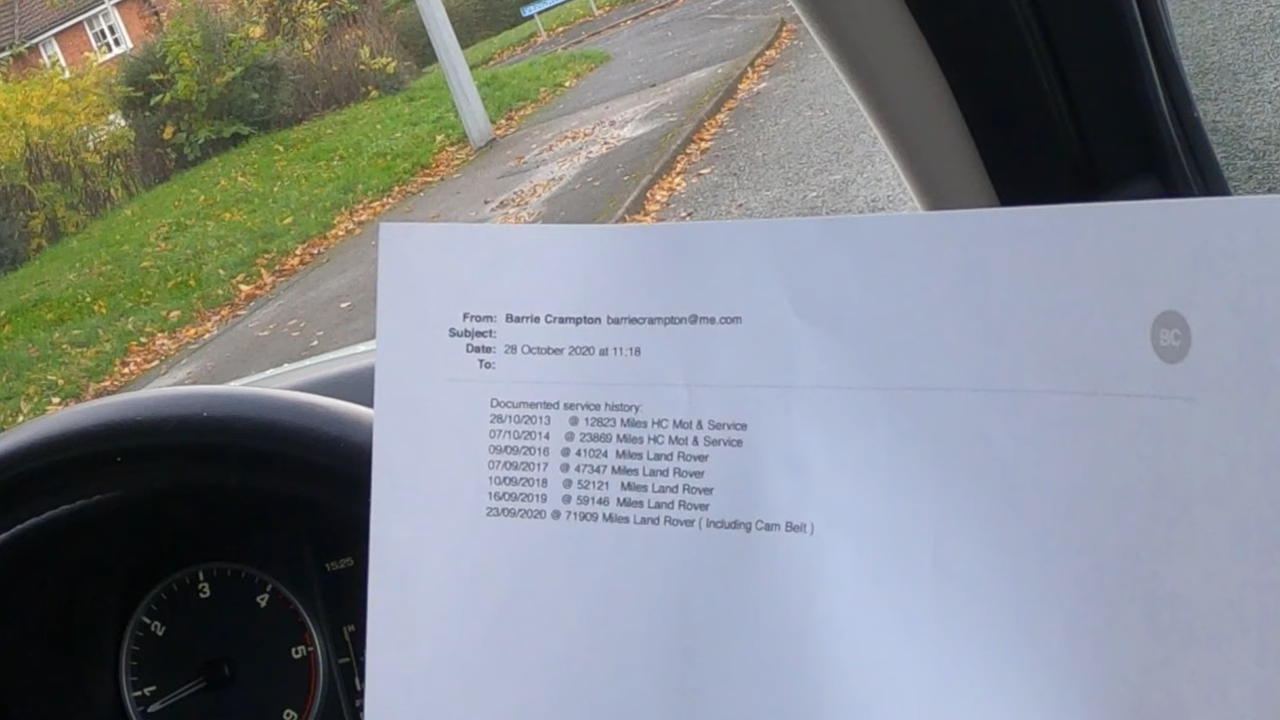 From: Barrie Crampton barriecrampton@me.com
Subject:
Date: 28 October 2020 at 11:18
To:
BC
Documented service history:
28/10/2013 @ 12823 Miles HC Mot & Service
07/10/2014 @ 23869 Miles HC Mot & Service
09/09/2016 @ 41024 Miles Land Rover
07/09/2017 @ 47347 Miles Land Rover
10/09/2018 @ 52121 Miles Land Rover
16/09/2019 @ 59146 Miles Land Rover
23/09/2020 @ 71909 Miles Land Rover ( Including Cam Belt )
15:25
1
2
3
4
5
6
H